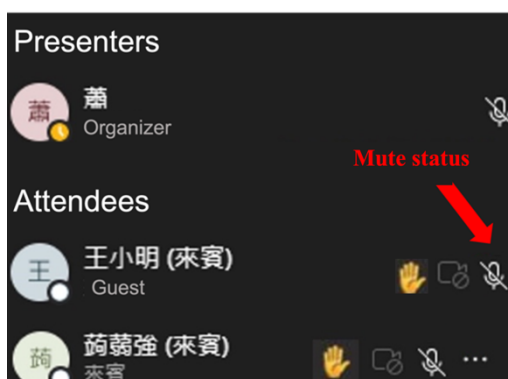 Presenters
蕭
蕭
Organizer
Mute status
Attendees
王
王小明 (來賓)
Guest
蒟
蒟蒻強 (來賓)
來賓